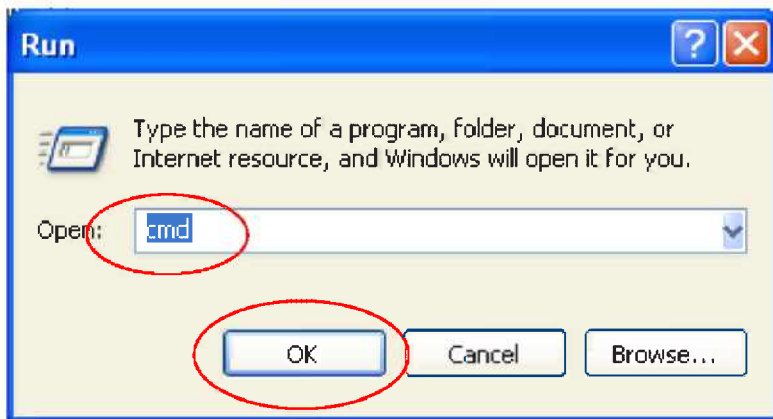 Run
Type the name of a program, folder, document, or
Internet resource, and Windows will open it for you.
Open: cmd
OK Cancel Browse...